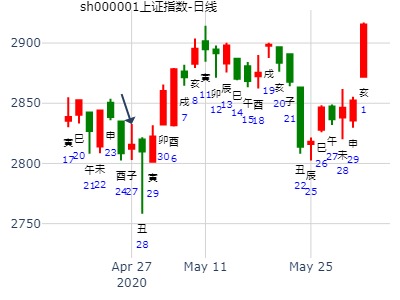 sh000001上证指数-日线
2900
2850
2800
2750
寅
17
巳
20
午
21
未
22
申
23
酉
24
子
27
丑
28
寅
29
卯
30
酉
6
戌
7
亥
8
寅
11
卯
12
辰
13
巳
14
午
15
酉
18
戌
19
亥
20
子
21
丑
22
辰
25
巳
26
午
27
未
28
申
29
亥
1
Apr 27
2020
May 11
May 25